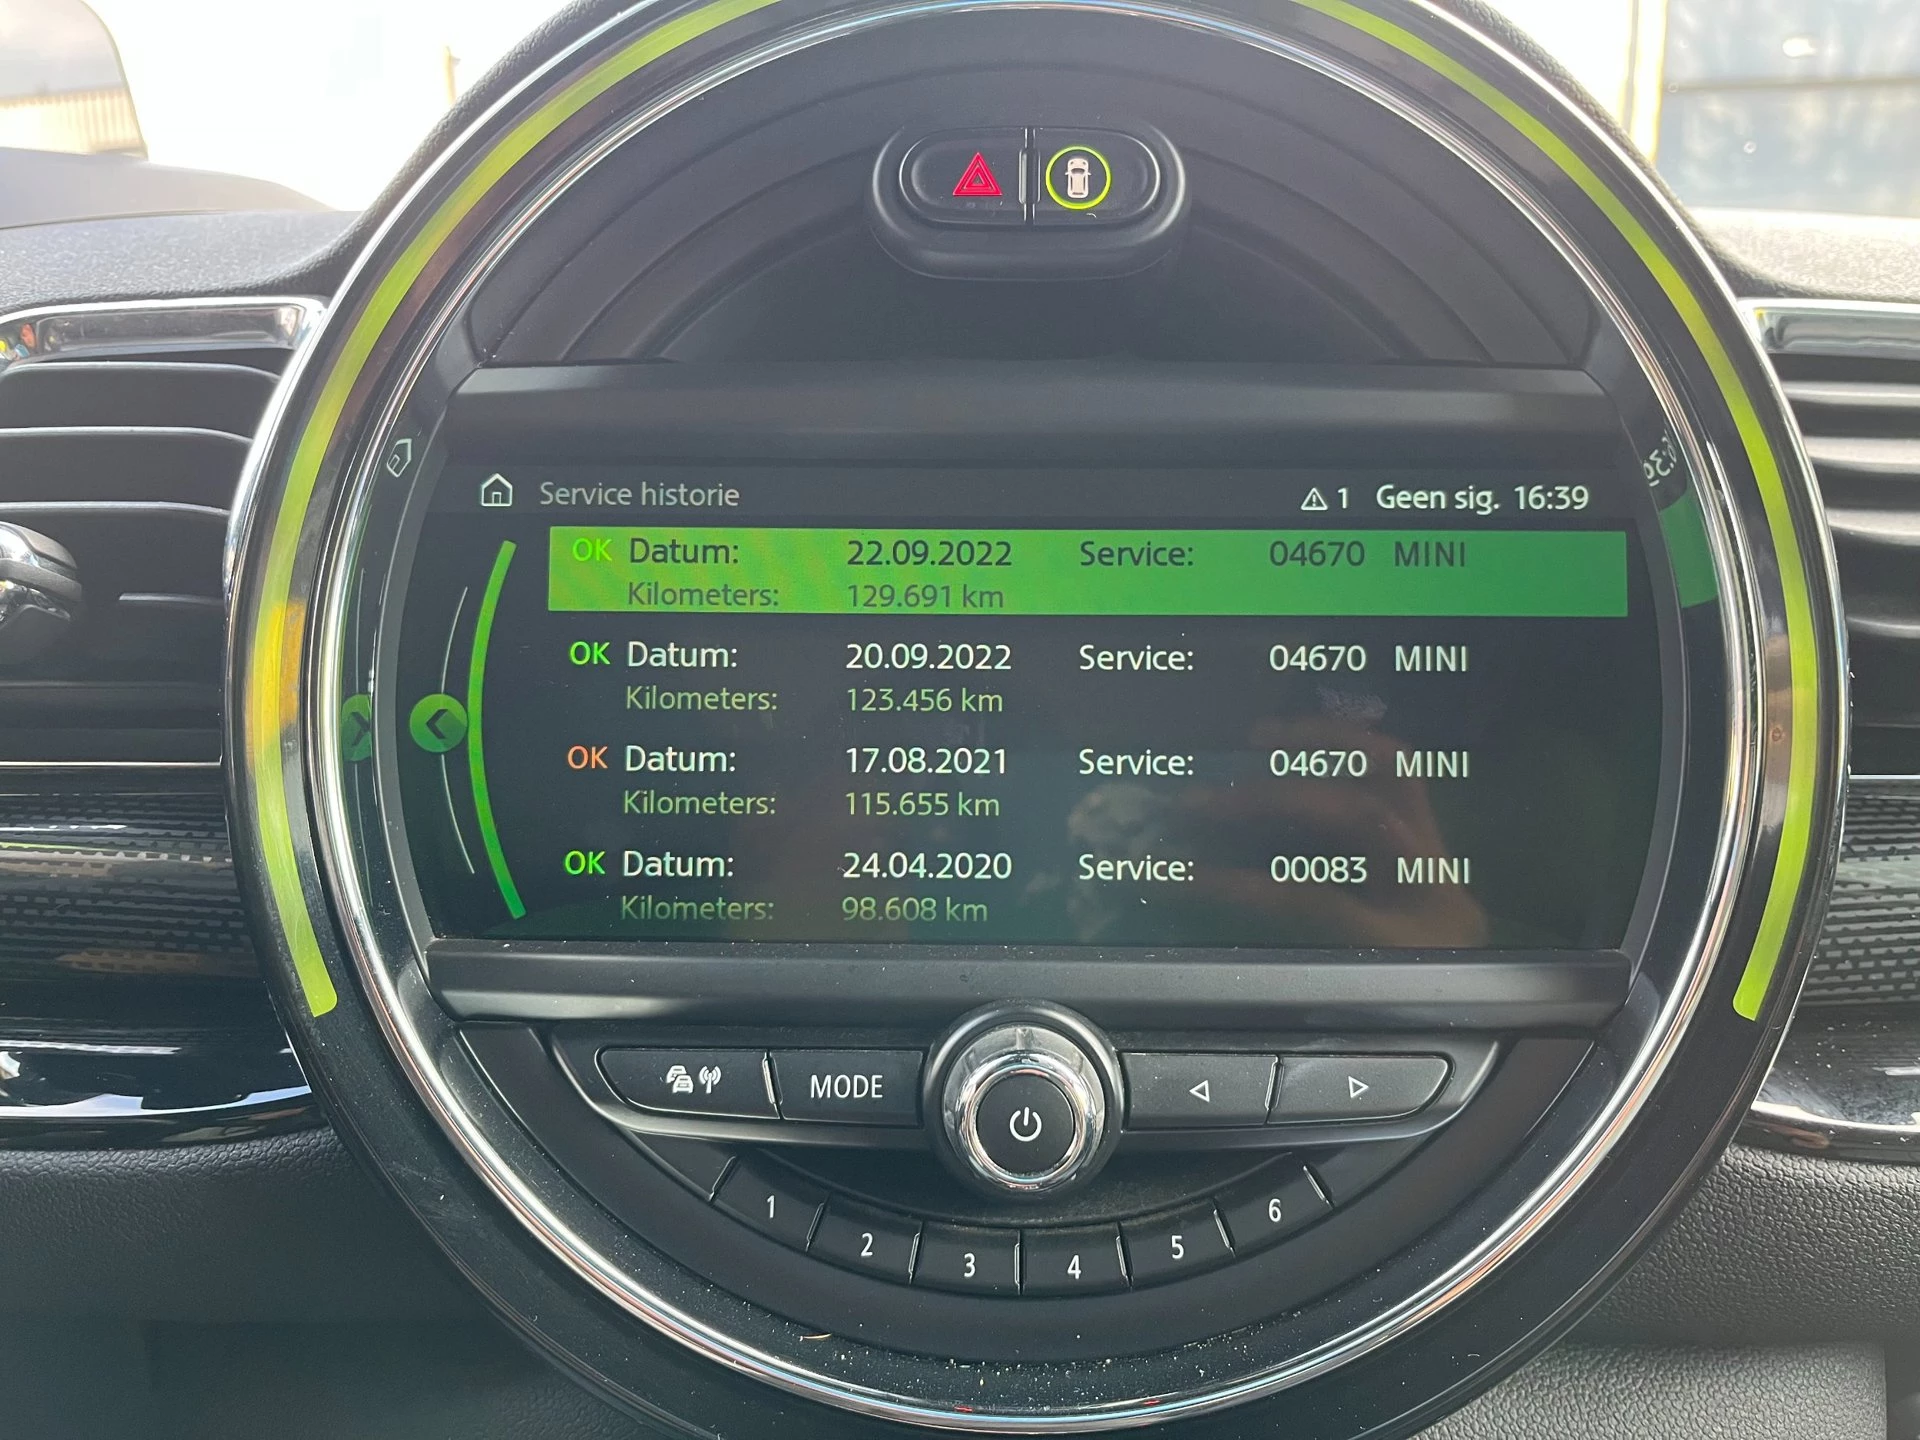 Service historie 1 Geen sig. 16:39
OK Datum: 22.09.2022 Service: 04670 MINI
Kilometers: 129.691 km
OK Datum: 20.09.2022 Service: 04670 MINI
Kilometers: 123.456 km
OK Datum: 17.08.2021 Service: 04670 MINI
Kilometers: 115.655 km
OK Datum: 24.04.2020 Service: 00083 MINI
Kilometers: 98.608 km
MODE
1 2 3 4 5 6